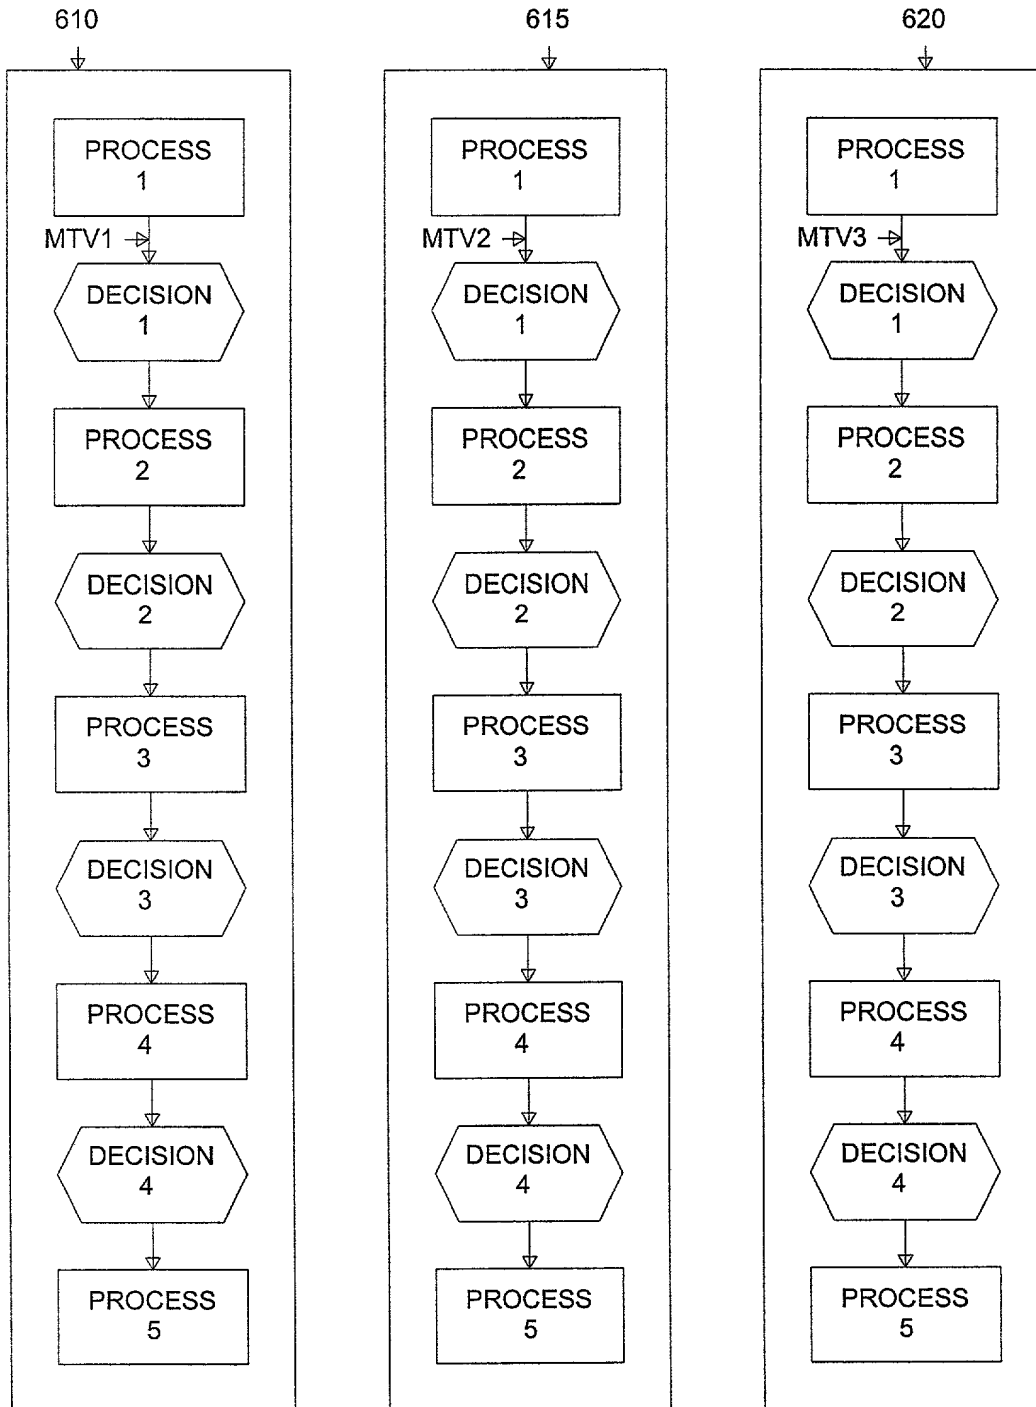 610
615
620
PROCESS
1
MTV1
DECISION
1
PROCESS
2
DECISION
2
PROCESS
3
DECISION
3
PROCESS
4
DECISION
4
PROCESS
5
PROCESS
1
MTV2
DECISION
1
PROCESS
2
DECISION
2
PROCESS
3
DECISION
3
PROCESS
4
DECISION
4
PROCESS
5
PROCESS
1
MTV3
DECISION
1
PROCESS
2
DECISION
2
PROCESS
3
DECISION
3
PROCESS
4
DECISION
4
PROCESS
5